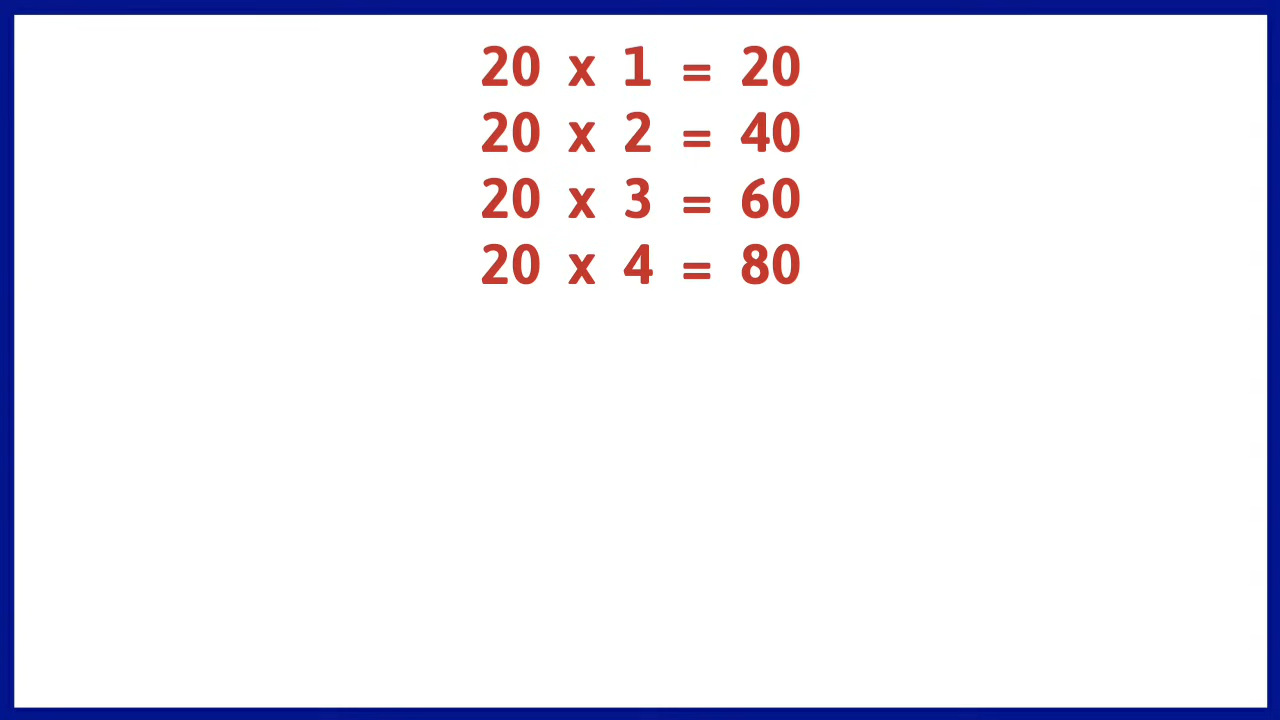 20 x 1 = 20
20 x 2 = 40
20 x 3 = 60
20 x 4 = 80